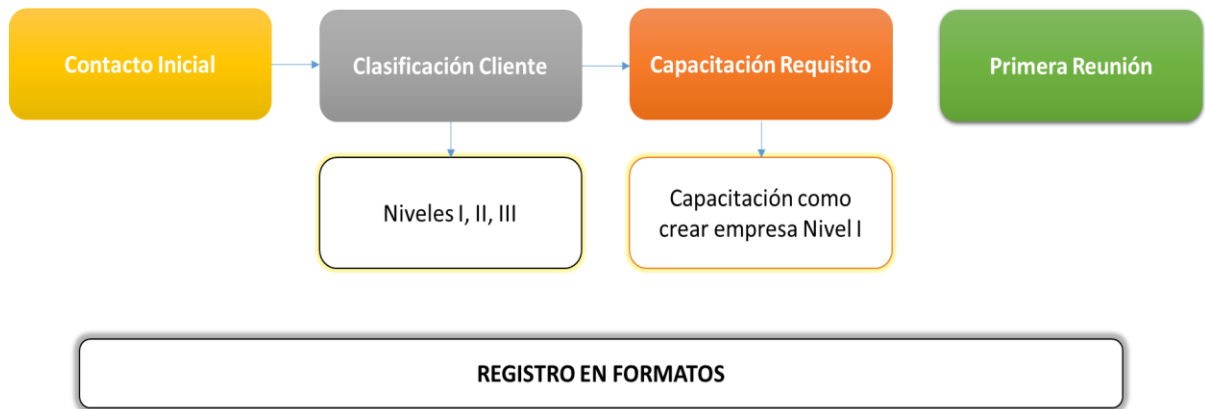 Contacto Inicial
Clasificación Cliente
Capacitación Requisito
Primera Reunión
Niveles I, II, III
Capacitación como
crear empresa Nivel I
REGISTRO EN FORMATOS